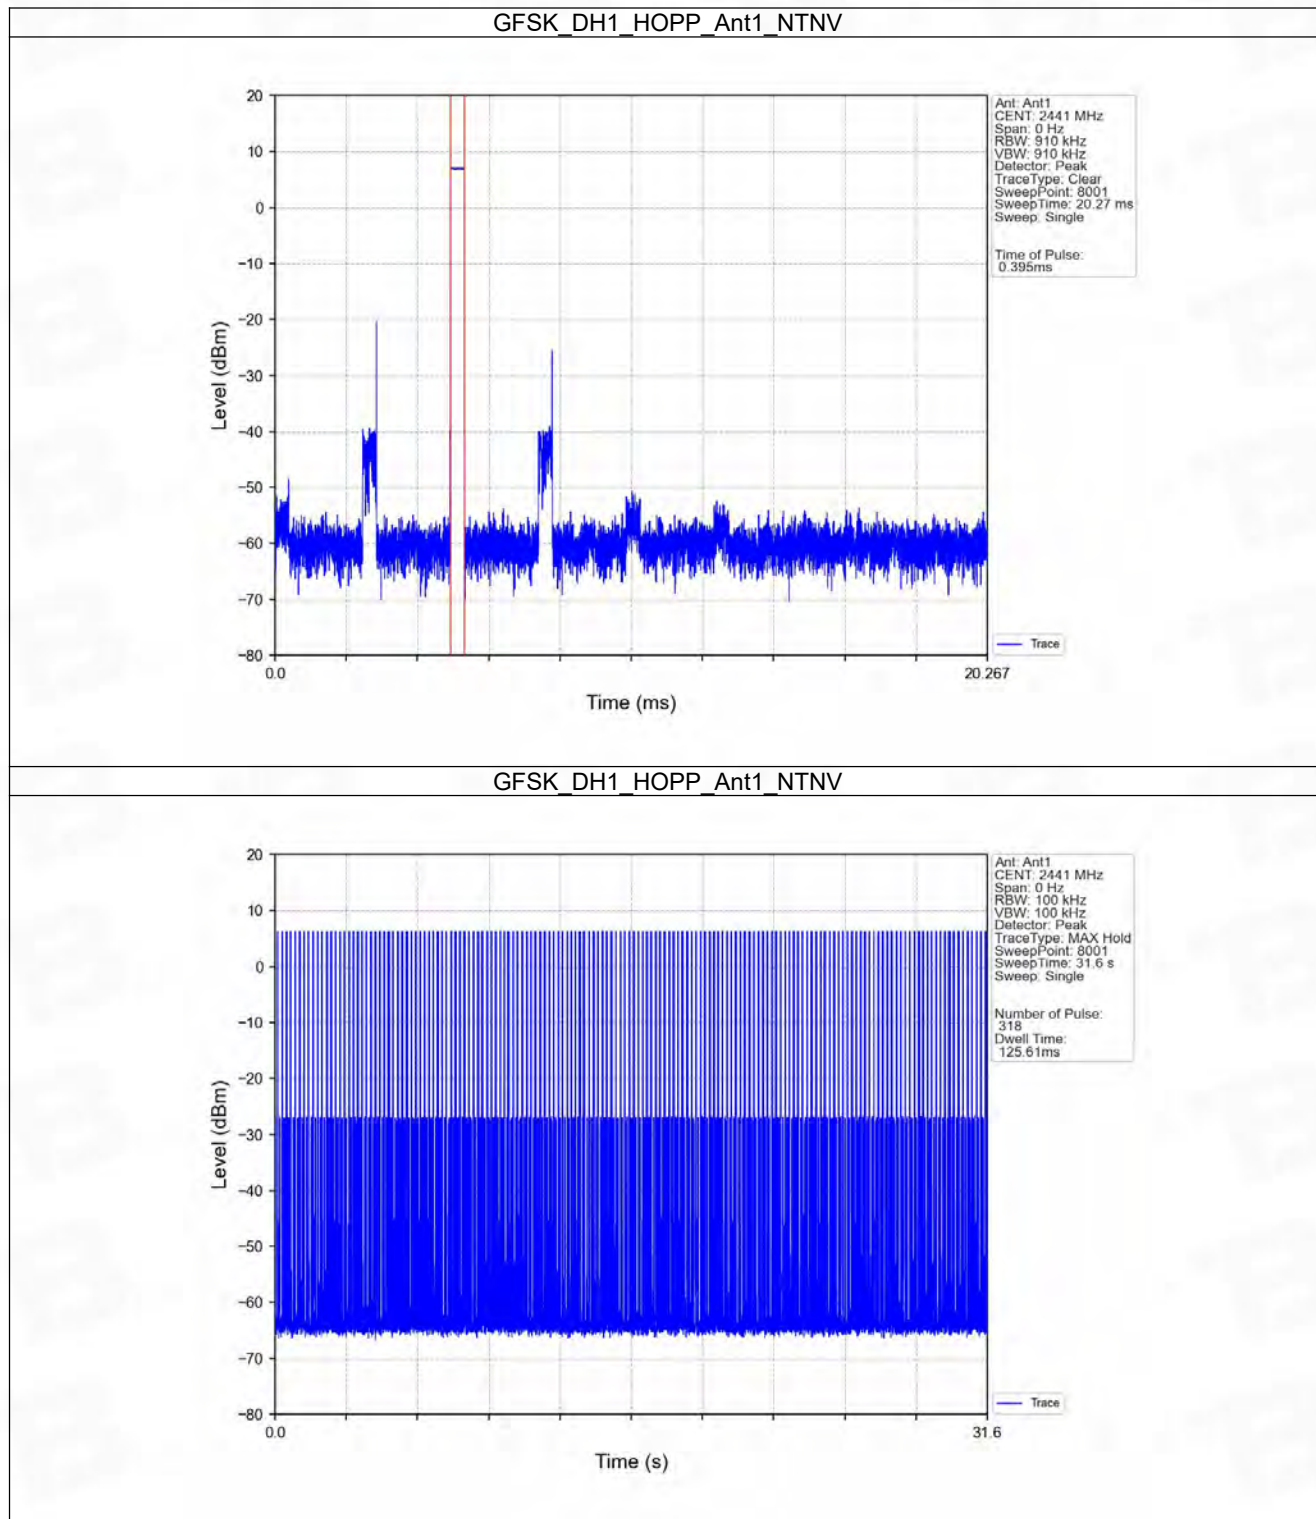 GFSK_DH1_HOPP_Ant1_NTNV
20
10
0
−10
−20
−30
−40
−50
−60
−70
−80
Level (dBm)
0.0
20.267
Time (ms)
Ant: Ant1
CENT: 2441 MHz
Span: 0 Hz
RBW: 910 kHz
VBW: 910 kHz
Detector: Peak
TraceType: Clear
SweepPoint: 8001
SweepTime: 20.27 ms
Sweep: Single
Time of Pulse:
0.395ms
Trace
GFSK_DH1_HOPP_Ant1_NTNV
20
10
0
−10
−20
−30
−40
−50
−60
−70
−80
Level (dBm)
0.0
31.6
Time (s)
Ant: Ant1
CENT: 2441 MHz
Span: 0 Hz
RBW: 100 kHz
VBW: 100 kHz
Detector: Peak
TraceType: MAX Hold
SweepPoint: 8001
SweepTime: 31.6 s
Sweep: Single
Number of Pulse:
318
Dwell Time:
125.61ms
Trace